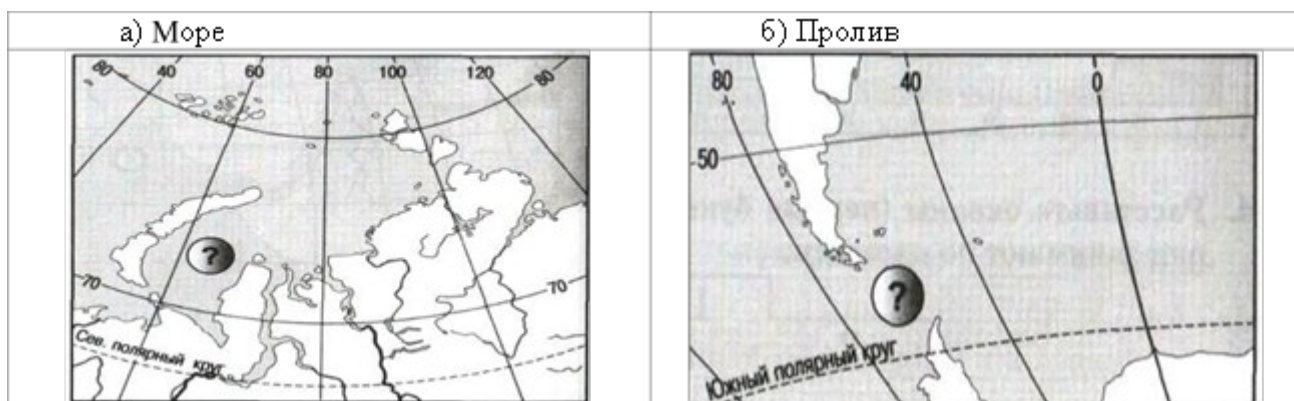 а) Море
80 40 60 80 100 120 80
?
70 70
Сев. полярный круг
б) Пролив
80 40 0
50
?
Южный полярный круг